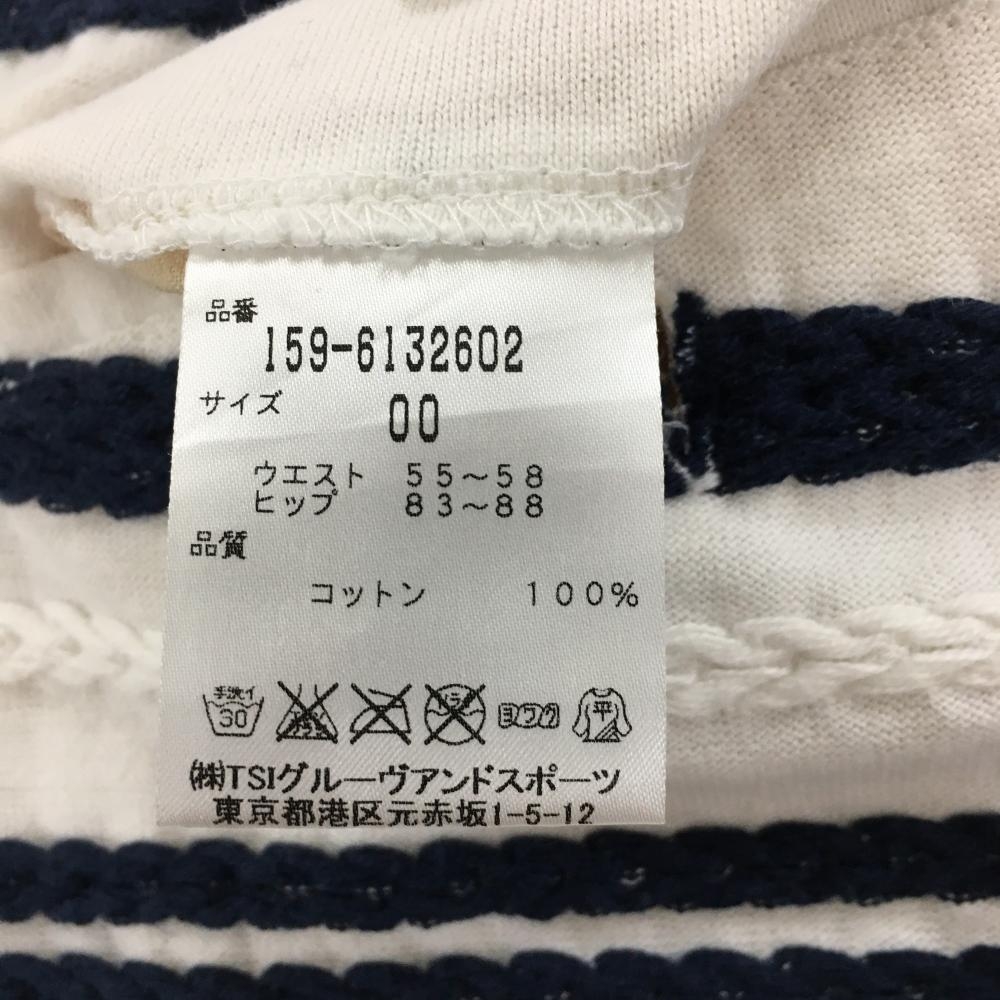 品番
159-6132602
サイズ
00
ウエスト 55～58
ヒップ 83～88
品質
コットン 100%
手洗イ
30
ヨワク
平
㈱TSIグルーヴアンドスポーツ
東京都港区元赤坂1-5-12